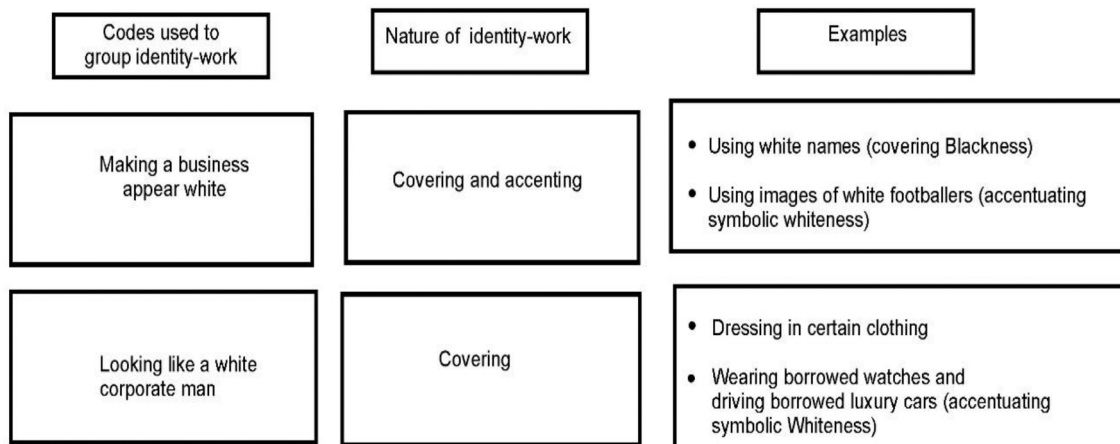 Codes used to
group identity-work
Nature of identity-work
Examples
Making a business
appear white
Covering and accenting
• Using white names (covering Blackness)
• Using images of white footballers (accentuating
symbolic whiteness)
Looking like a white
corporate man
Covering
• Dressing in certain clothing
• Wearing borrowed watches and
driving borrowed luxury cars (accentuating
symbolic Whiteness)